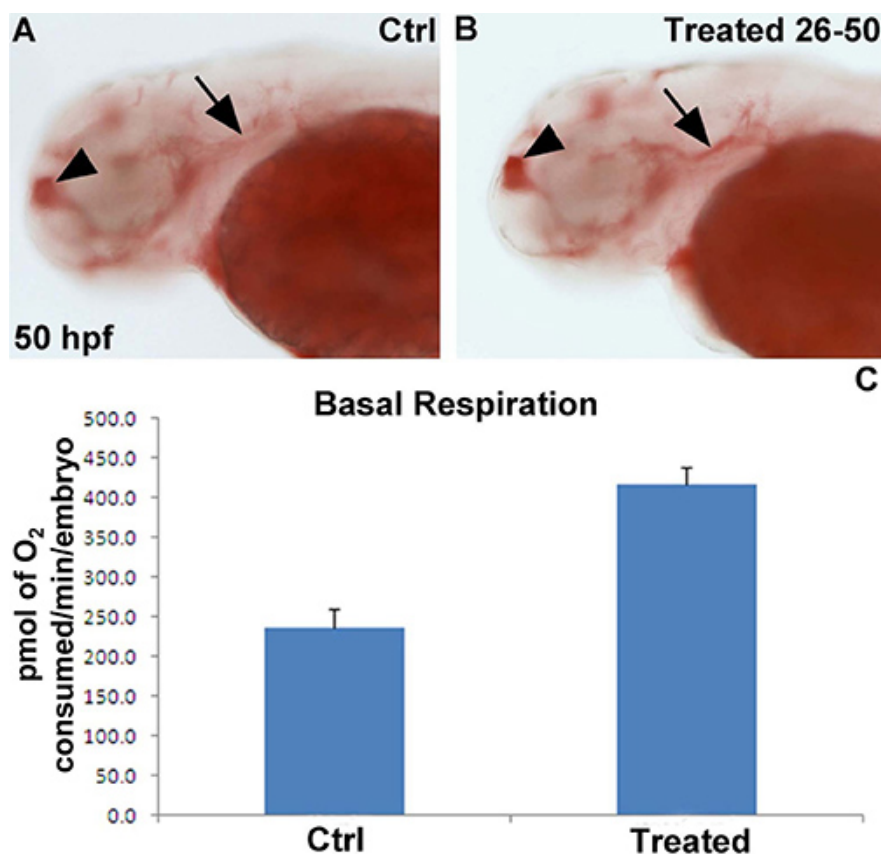 A
Ctrl
B
Treated 26-50
50 hpf
C
Basal Respiration
pmol of O₂
consumed/min/embryo
500.0
450.0
400.0
350.0
300.0
250.0
200.0
150.0
100.0
50.0
0.0
Ctrl
Treated